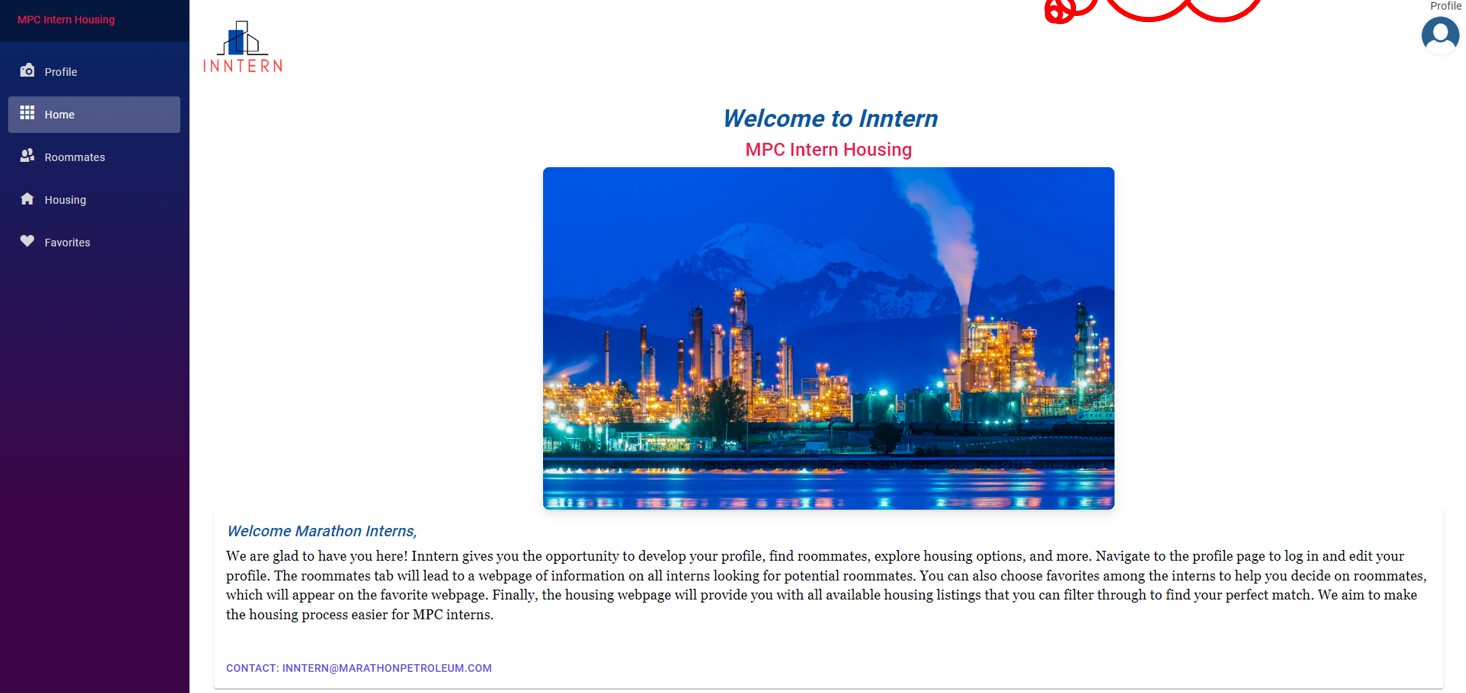 MPC Intern Housing
Profile
Home
Roommates
Housing
Favorites
INNTERN
Profile
Welcome to Inntern
MPC Intern Housing
Welcome Marathon Interns,
We are glad to have you here! Inntern gives you the opportunity to develop your profile, find roommates, explore housing options, and more. Navigate to the profile page to log in and edit your
profile. The roommates tab will lead to a webpage of information on all interns looking for potential roommates. You can also choose favorites among the interns to help you decide on roommates,
which will appear on the favorite webpage. Finally, the housing webpage will provide you with all available housing listings that you can filter through to find your perfect match. We aim to make
the housing process easier for MPC interns.
CONTACT: INNTERN@MARATHONPETROLEUM.COM